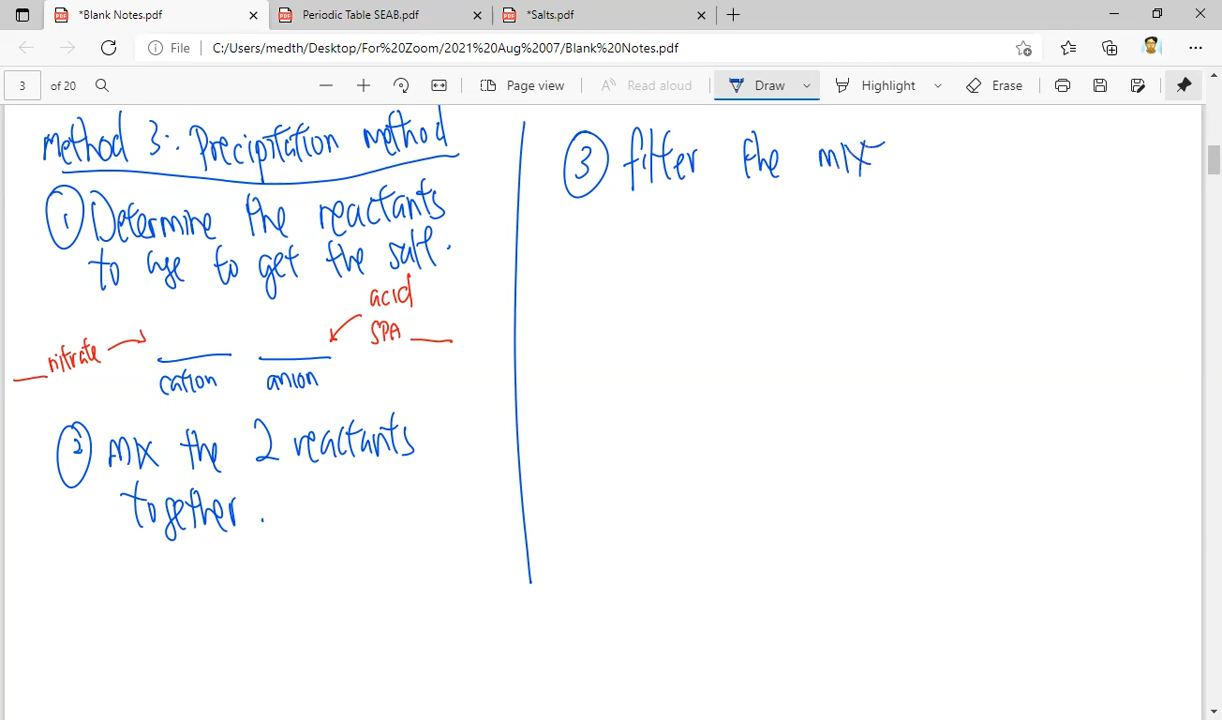 *Blank Notes.pdf
Periodic Table SEAB.pdf
*Salts.pdf
File
C:/Users/medth/Desktop/For%20Zoom/2021%20Aug%2007/Blank%20Notes.pdf
3 of 20
Page view
Read aloud
Draw
Highlight
Erase
Method 3: Precipitation method
① Determine the reactants
to use to get the salt.
acid
SPA __
__ nitrate
cation anion
② Mix the 2 reactants
together.
③ filter the mix